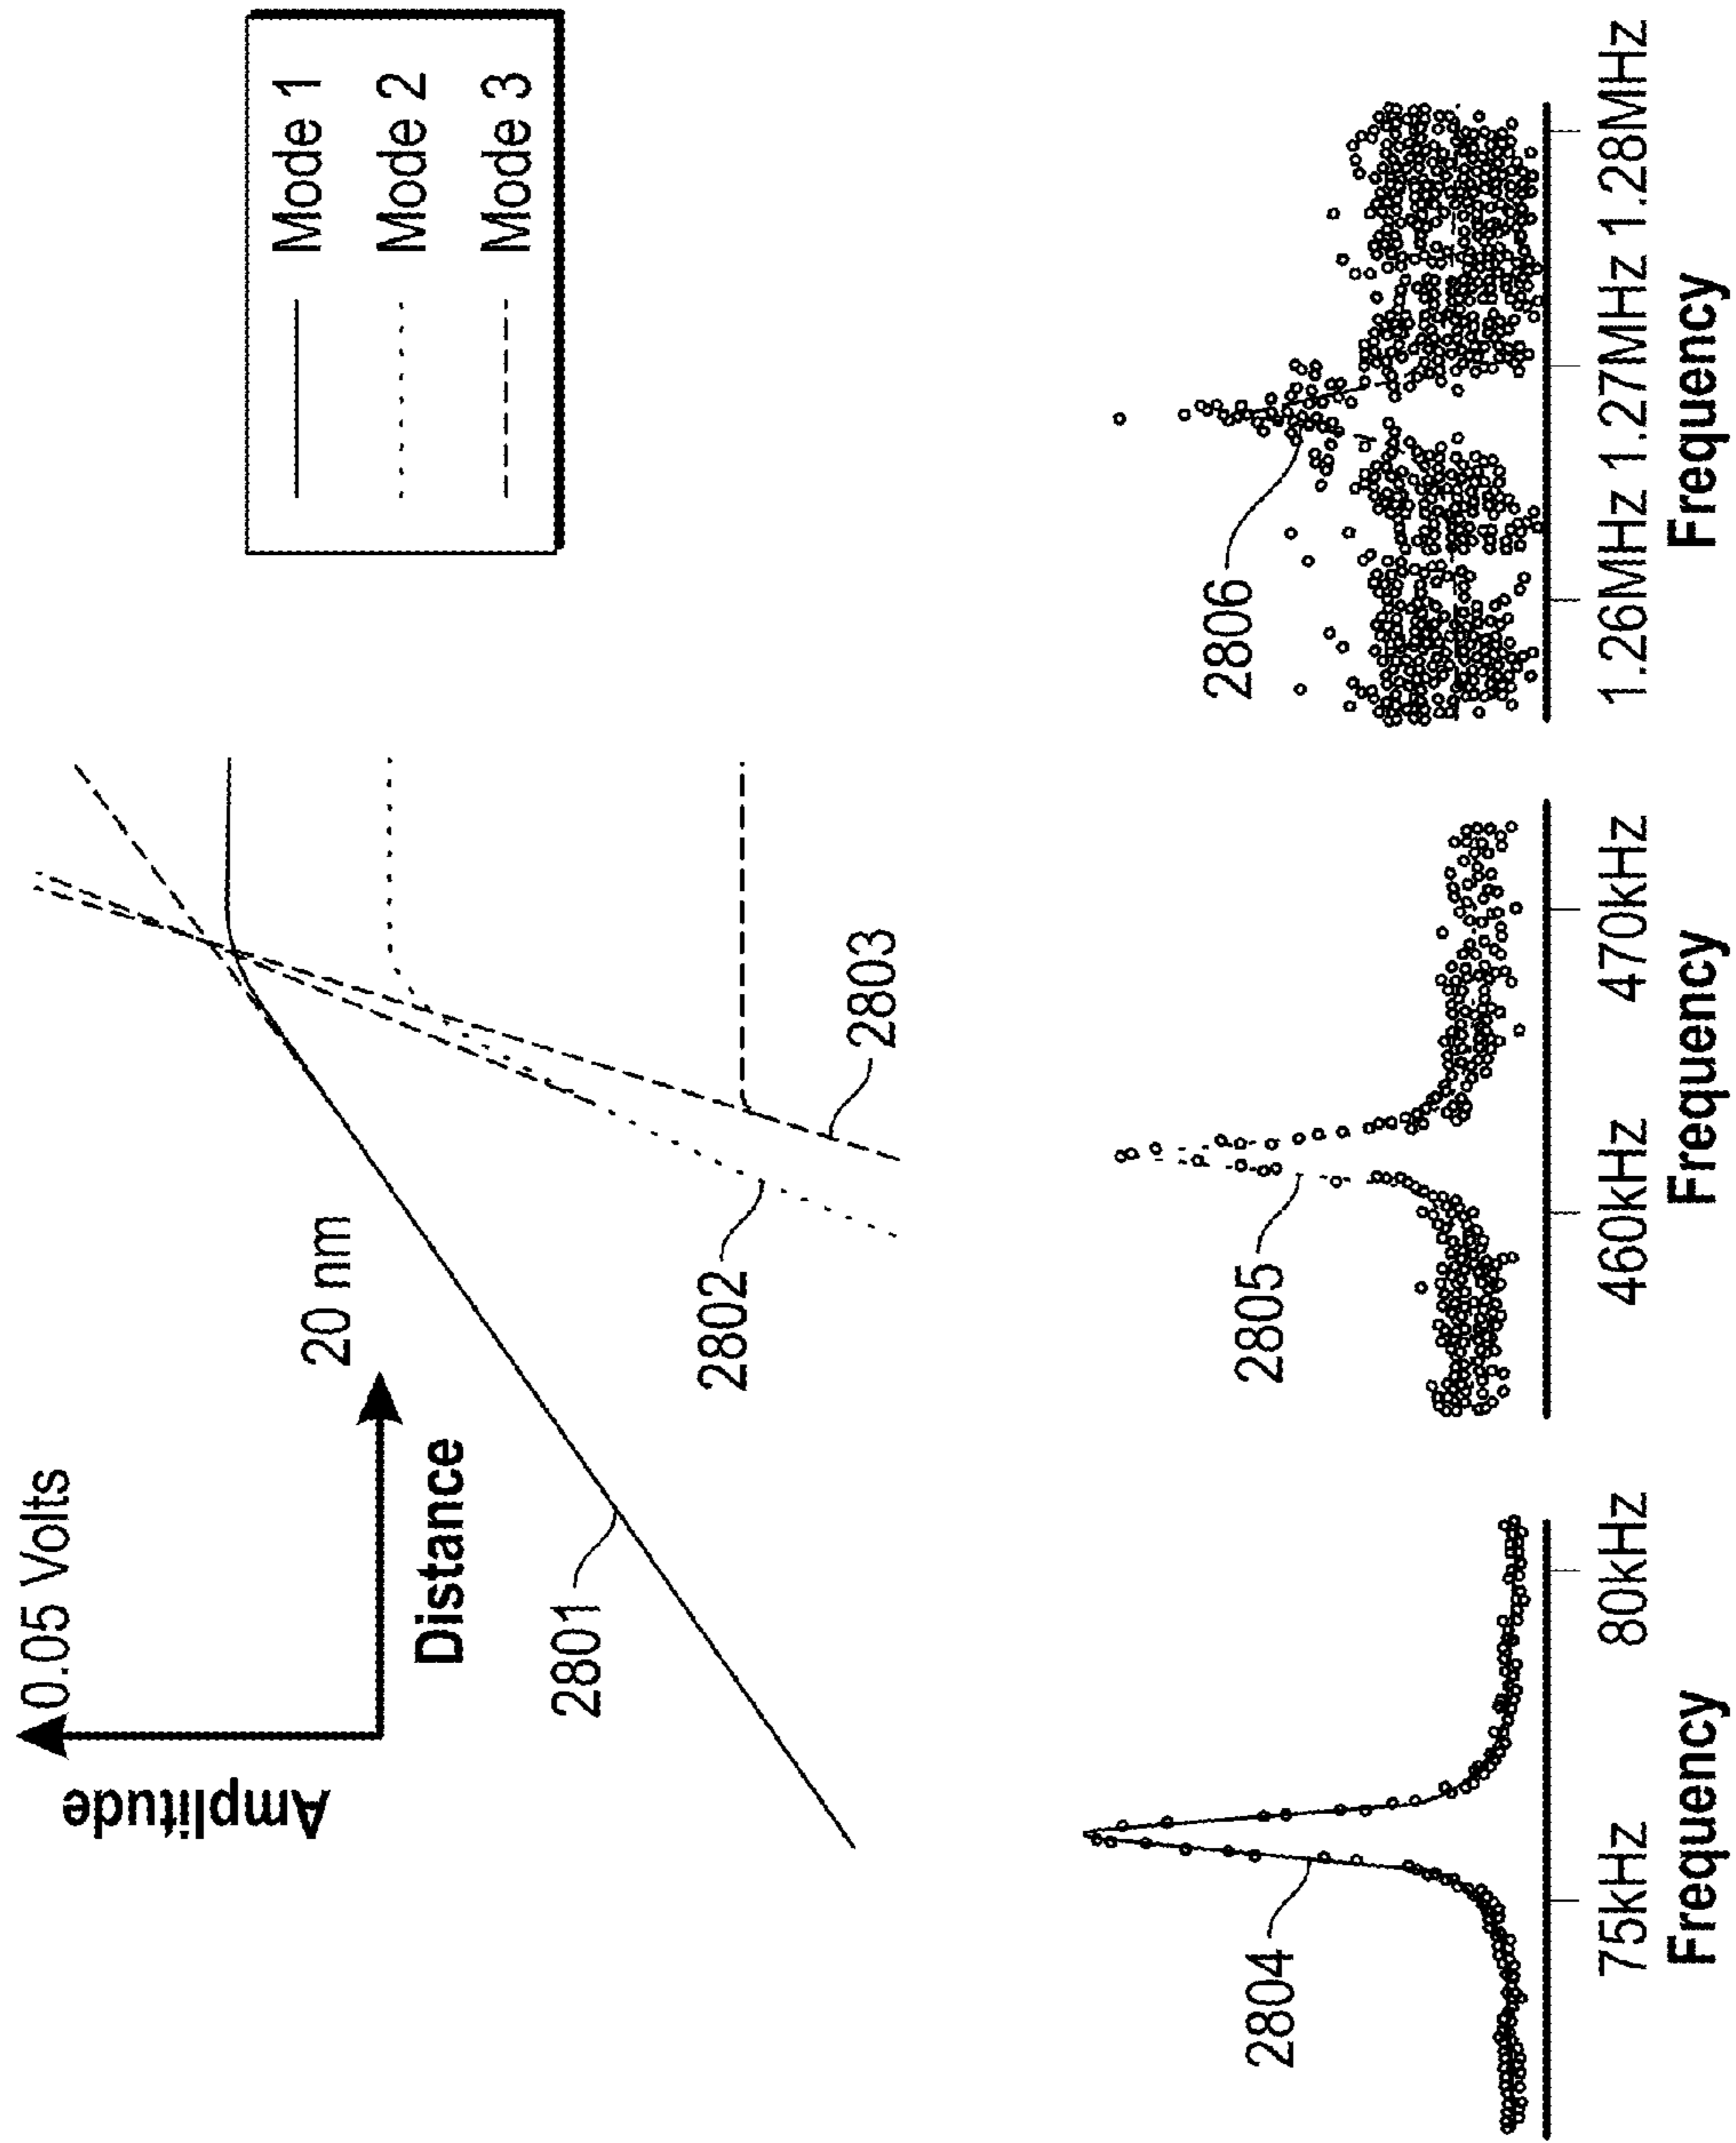 0.05 Volts
Amplitude
20 nm
Distance
Mode 1
Mode 2
Mode 3
2801
2802
2803
2804
2805
2806
75kHz 80kHz
460kHz 470kHz
1.26MHz 1.27MHz 1.28MHz
Frequency
Frequency
Frequency